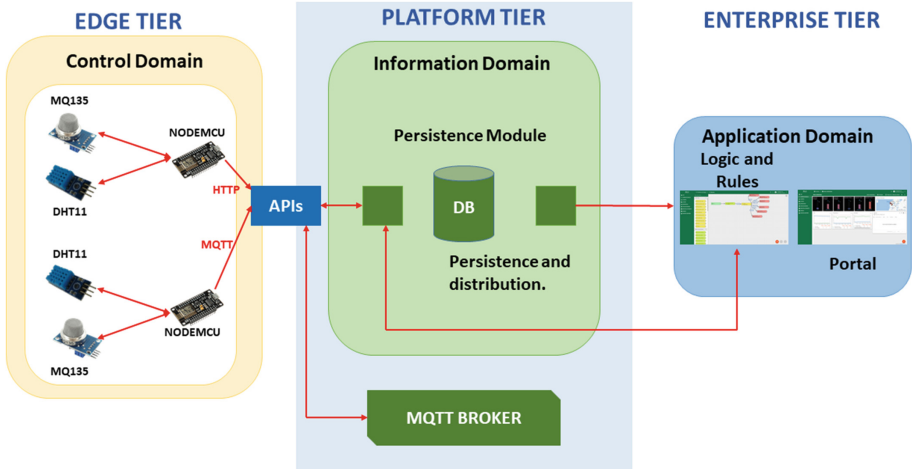 EDGE TIER
PLATFORM TIER
ENTERPRISE TIER
Control Domain
MQ135
NODEMCU
DHT11
HTTP
APIs
MQTT
DHT11
NODEMCU
MQ135
Information Domain
Persistence Module
DB
Persistence and
distribution.
MQTT BROKER
Application Domain
Logic and
Rules
Portal